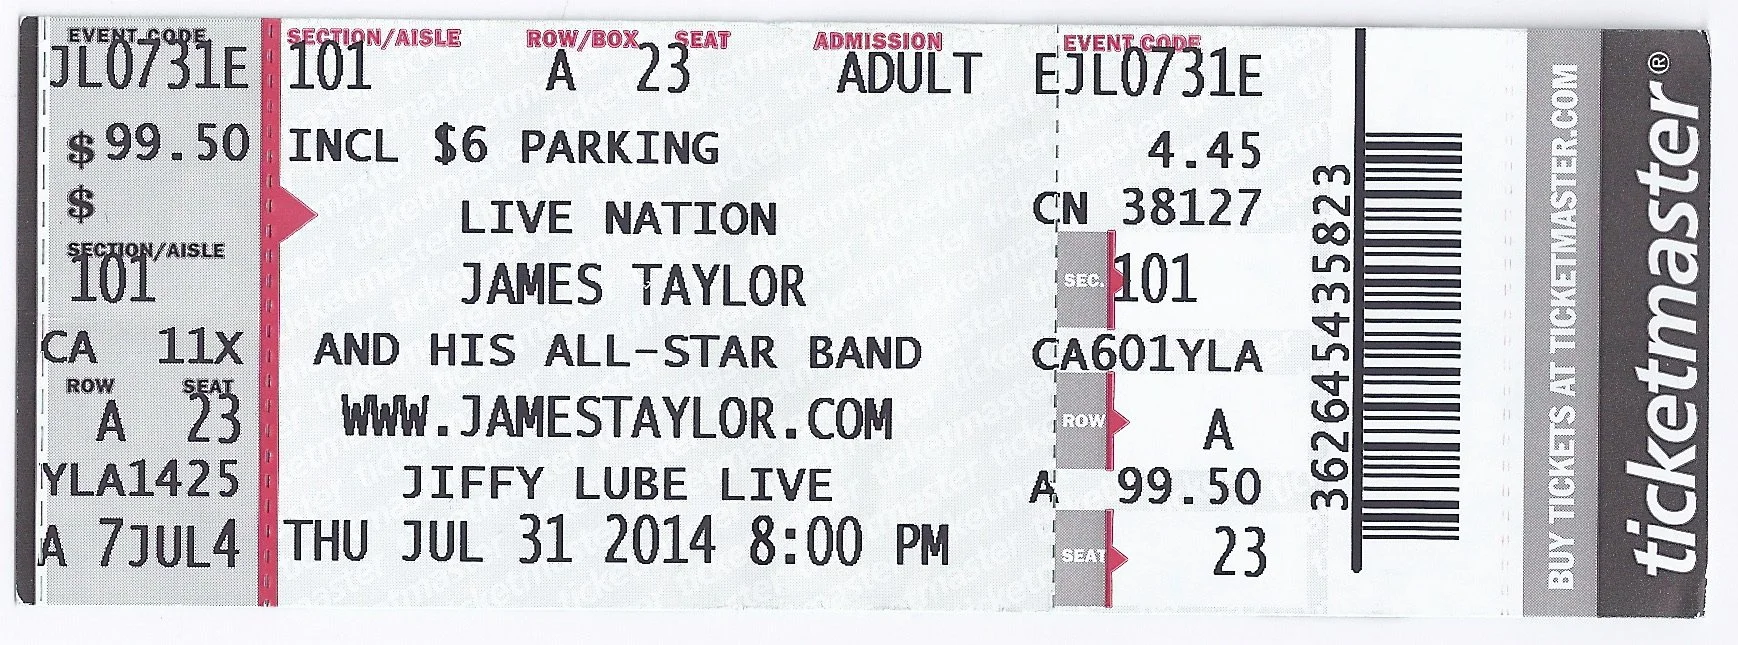 EVENT CODE
JL0731E
$ 99.50
$
SECTION/AISLE
101
CA 11X
ROW SEAT
A 23
YLA1425
A 7JUL4
SECTION/AISLE ROW/BOX SEAT ADMISSION
101 A 23 ADULT
INCL $6 PARKING
LIVE NATION
JAMES TAYLOR
AND HIS ALL-STAR BAND
WWW.JAMESTAYLOR.COM
JIFFY LUBE LIVE
THU JUL 31 2014 8:00 PM
EVENT CODE
EJL0731E
4.45
CN 38127
SEC. 101
CA601YLA
ROW A
A 99.50
SEAT 23
362645435823
BUY TICKETS AT TICKETMASTER.COM
ticketmaster®